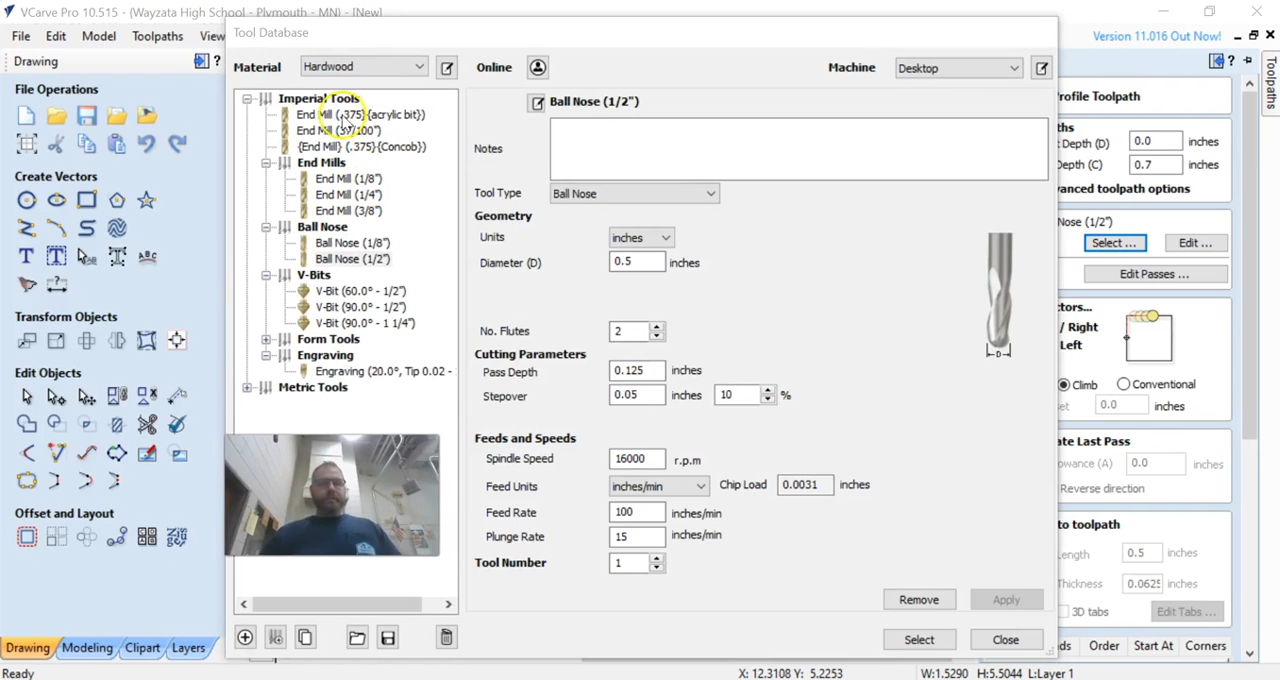 VCarve Pro 10.515 - {Wayzata High School - Plymouth - MN} - [New]
File Edit Model Toolpaths View
Version 11.016 Out Now!
Drawing
?
File Operations
Create Vectors
Transform Objects
Edit Objects
Offset and Layout
Drawing Modeling Clipart Layers
Ready
Tool Database
Material Hardwood
Online
Machine Desktop
Imperial Tools
End Mill (.375){acrylic bit})
{End Mill} (.375){Concob})
End Mills
End Mill (1/8")
End Mill (1/4")
End Mill (3/8")
Ball Nose
Ball Nose (1/8")
Ball Nose (1/2")
V-Bits
V-Bit (60.0° - 1/2")
V-Bit (90.0° - 1/2")
V-Bit (90.0° - 1 1/4")
Form Tools
Engraving
Engraving (20.0°, Tip 0.02 -
Metric Tools
Ball Nose (1/2")
Notes
Tool Type Ball Nose
Geometry
Units inches
Diameter (D) 0.5 inches
D
No. Flutes 2
Cutting Parameters
Pass Depth 0.125 inches
Stepover 0.05 inches 10 %
Feeds and Speeds
Spindle Speed 16000 r.p.m
Feed Units inches/min Chip Load 0.0031 inches
Feed Rate 100 inches/min
Plunge Rate 15 inches/min
Tool Number 1
Remove Apply
Select Close
?
Toolpaths
Profile Toolpath
ths
t Depth (D) 0.0 inches
Depth (C) 0.7 inches
vanced toolpath options
Nose (1/2")
Select ... Edit ...
Edit Passes ...
ctors...
/ Right
Left
Climb Conventional
et 0.0 inches
ate Last Pass
owance (A) 0.0 inches
Reverse direction
to toolpath
Length 0.5 inches
Thickness 0.0625 inches
3D tabs Edit Tabs ...
ds Order Start At Corners
X: 12.3108 Y: 5.2253 W:1.5290 H:5.5044 L:Layer 1